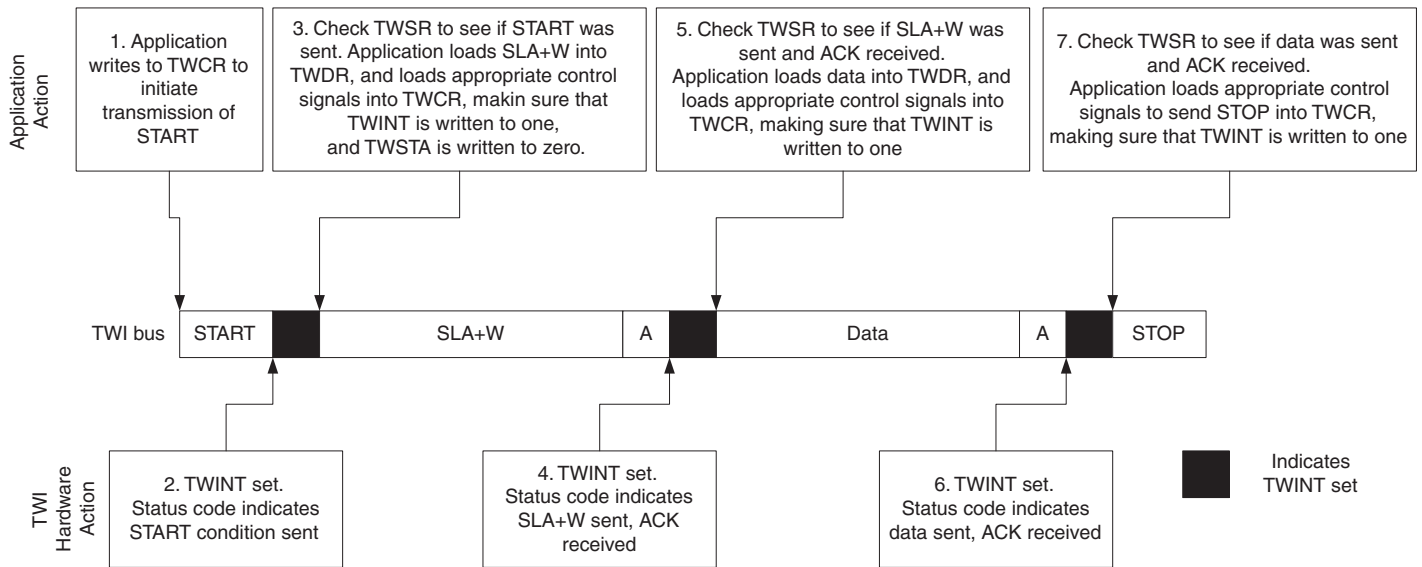 Application
Action
1. Application
writes to TWCR to
initiate
transmission of
START
3. Check TWSR to see if START was
sent. Application loads SLA+W into
TWDR, and loads appropriate control
signals into TWCR, makin sure that
TWINT is written to one,
and TWSTA is written to zero.
5. Check TWSR to see if SLA+W was
sent and ACK received.
Application loads data into TWDR, and
loads appropriate control signals into
TWCR, making sure that TWINT is
written to one
7. Check TWSR to see if data was sent
and ACK received.
Application loads appropriate control
signals to send STOP into TWCR,
making sure that TWINT is written to one
TWI bus
START
SLA+W
A
Data
A
STOP
TWI
Hardware
Action
2. TWINT set.
Status code indicates
START condition sent
4. TWINT set.
Status code indicates
SLA+W sent, ACK
received
6. TWINT set.
Status code indicates
data sent, ACK received
Indicates
TWINT set